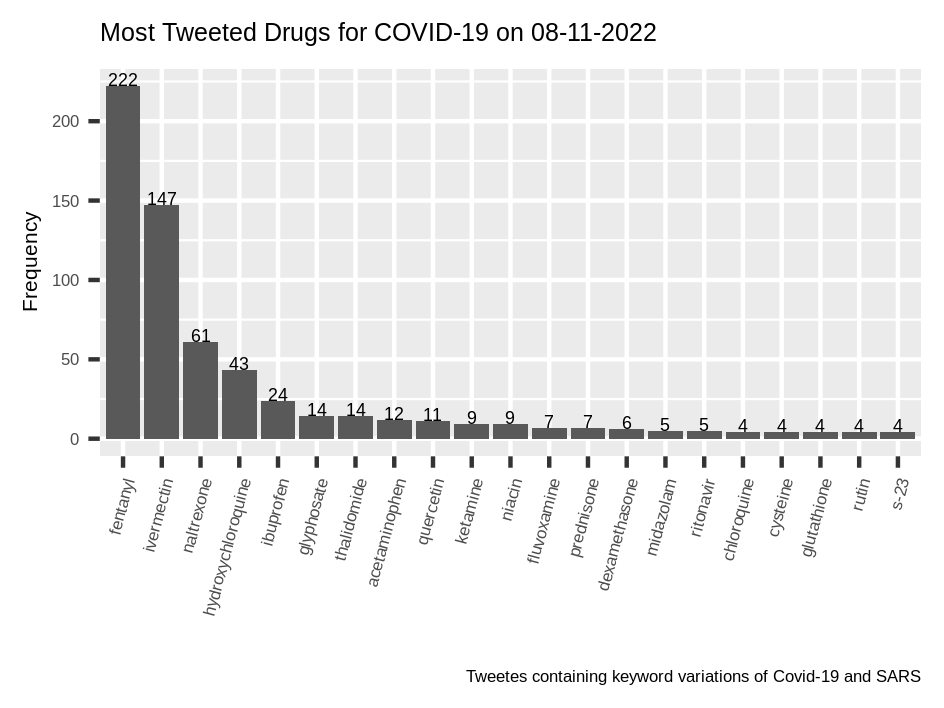 Most Tweeted Drugs for COVID-19 on 08-11-2022
Frequency
200
150
100
50
0
222
147
61
43
24
14
14
12
11
9
9
7
7
6
5
5
4
4
4
4
4
fentanyl
ivermectin
naltrexone
hydroxychloroquine
ibuprofen
glyphosate
thalidomide
acetaminophen
quercetin
ketamine
niacin
fluvoxamine
prednisone
dexamethasone
midazolam
ritonavir
chloroquine
cysteine
glutathione
rutin
s-23
Tweetes containing keyword variations of Covid-19 and SARS